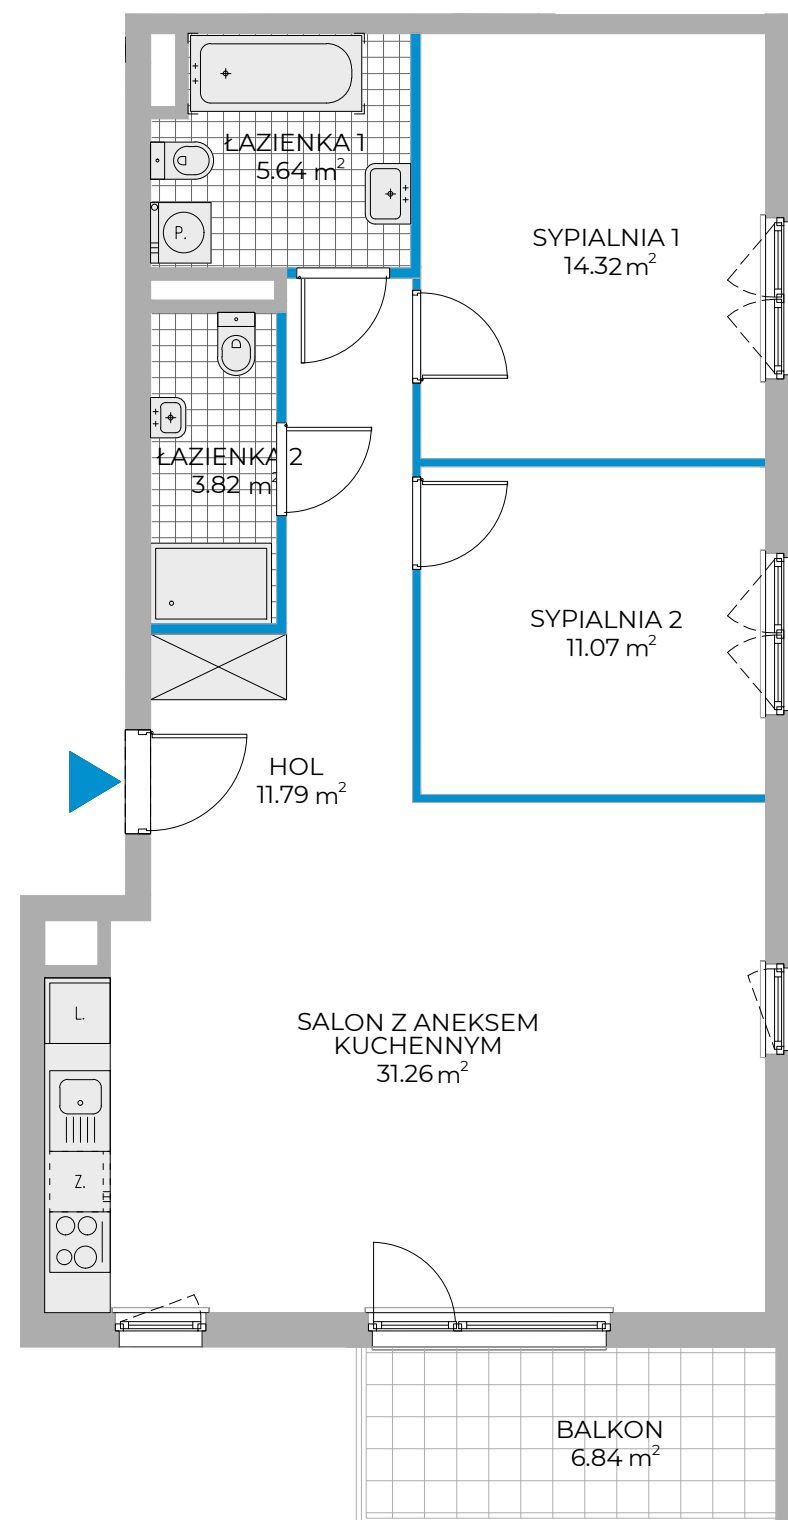 ŁAZIENKA 1
5.64 m²
P.
SYPIALNIA 1
14.32 m²
ŁAZIENKA 2
3.82 m²
SYPIALNIA 2
11.07 m²
HOL
11.79 m²
L.
SALON Z ANEKSEM
KUCHENNYM
31.26 m²
Z.
BALKON
6.84 m²